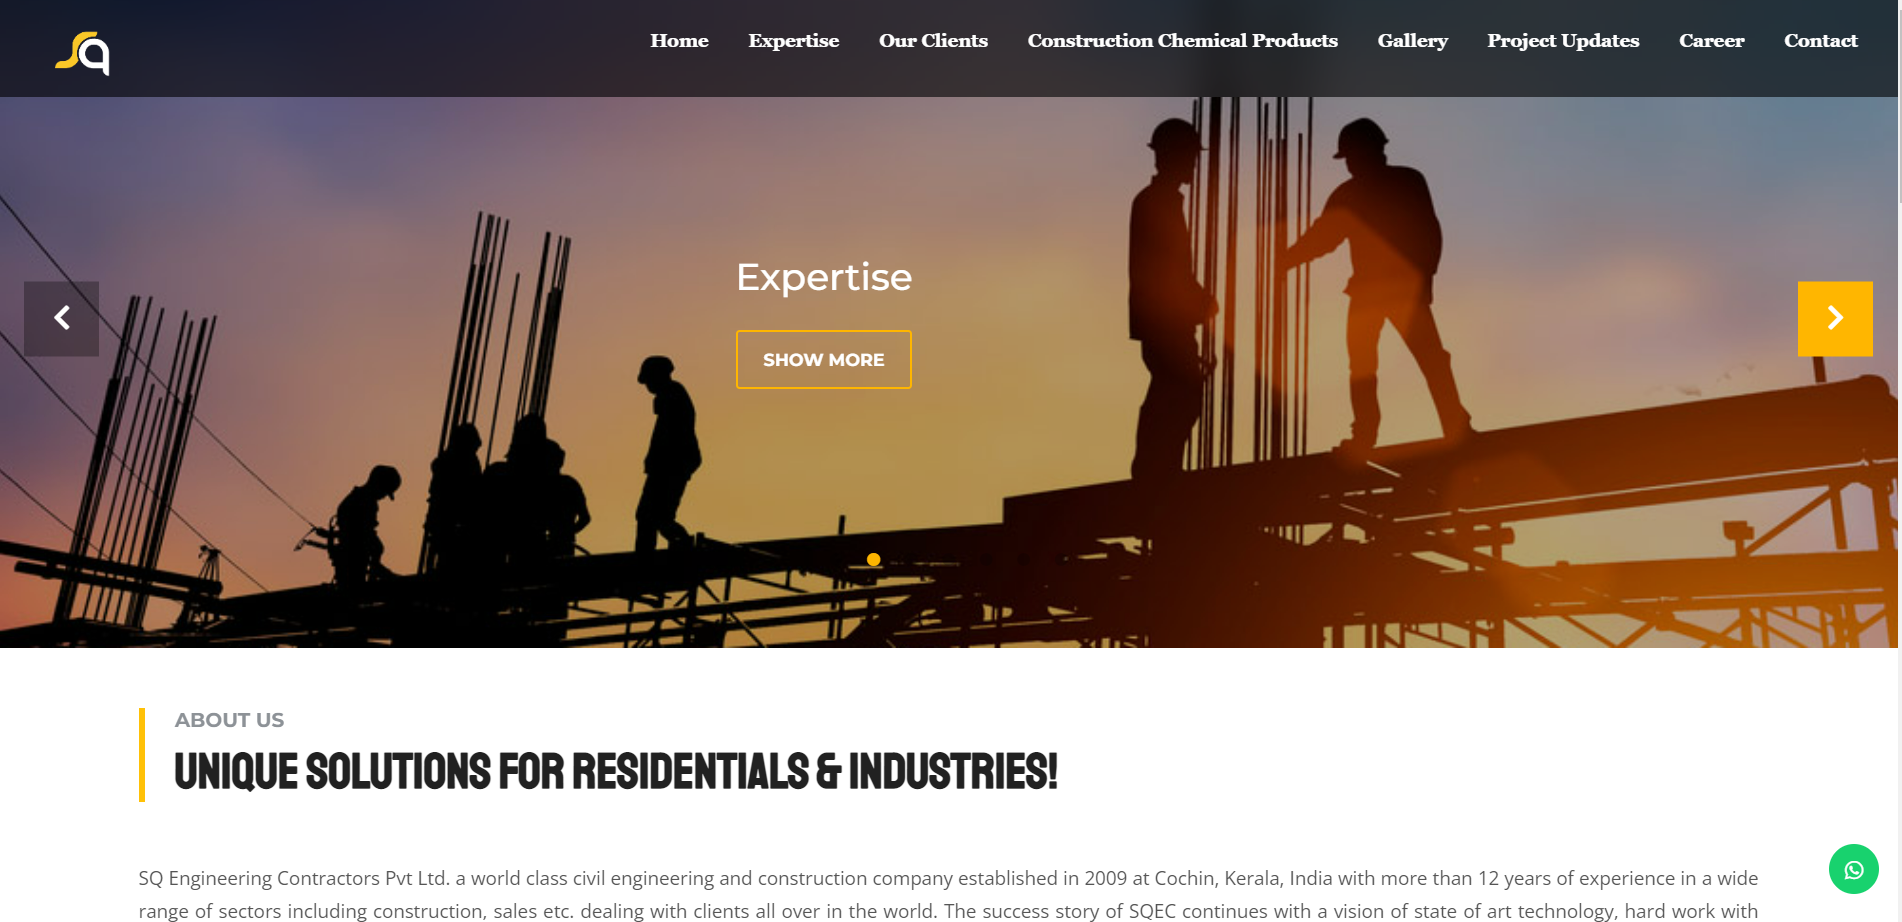 SQ
Home Expertise Our Clients Construction Chemical Products Gallery Project Updates Career Contact
Expertise
SHOW MORE
ABOUT US
UNIQUE SOLUTIONS FOR RESIDENTIALS & INDUSTRIES!
SQ Engineering Contractors Pvt Ltd. a world class civil engineering and construction company established in 2009 at Cochin, Kerala, India with more than 12 years of experience in a wide
range of sectors including construction, sales etc. dealing with clients all over in the world. The success story of SQEC continues with a vision of state of art technology, hard work with